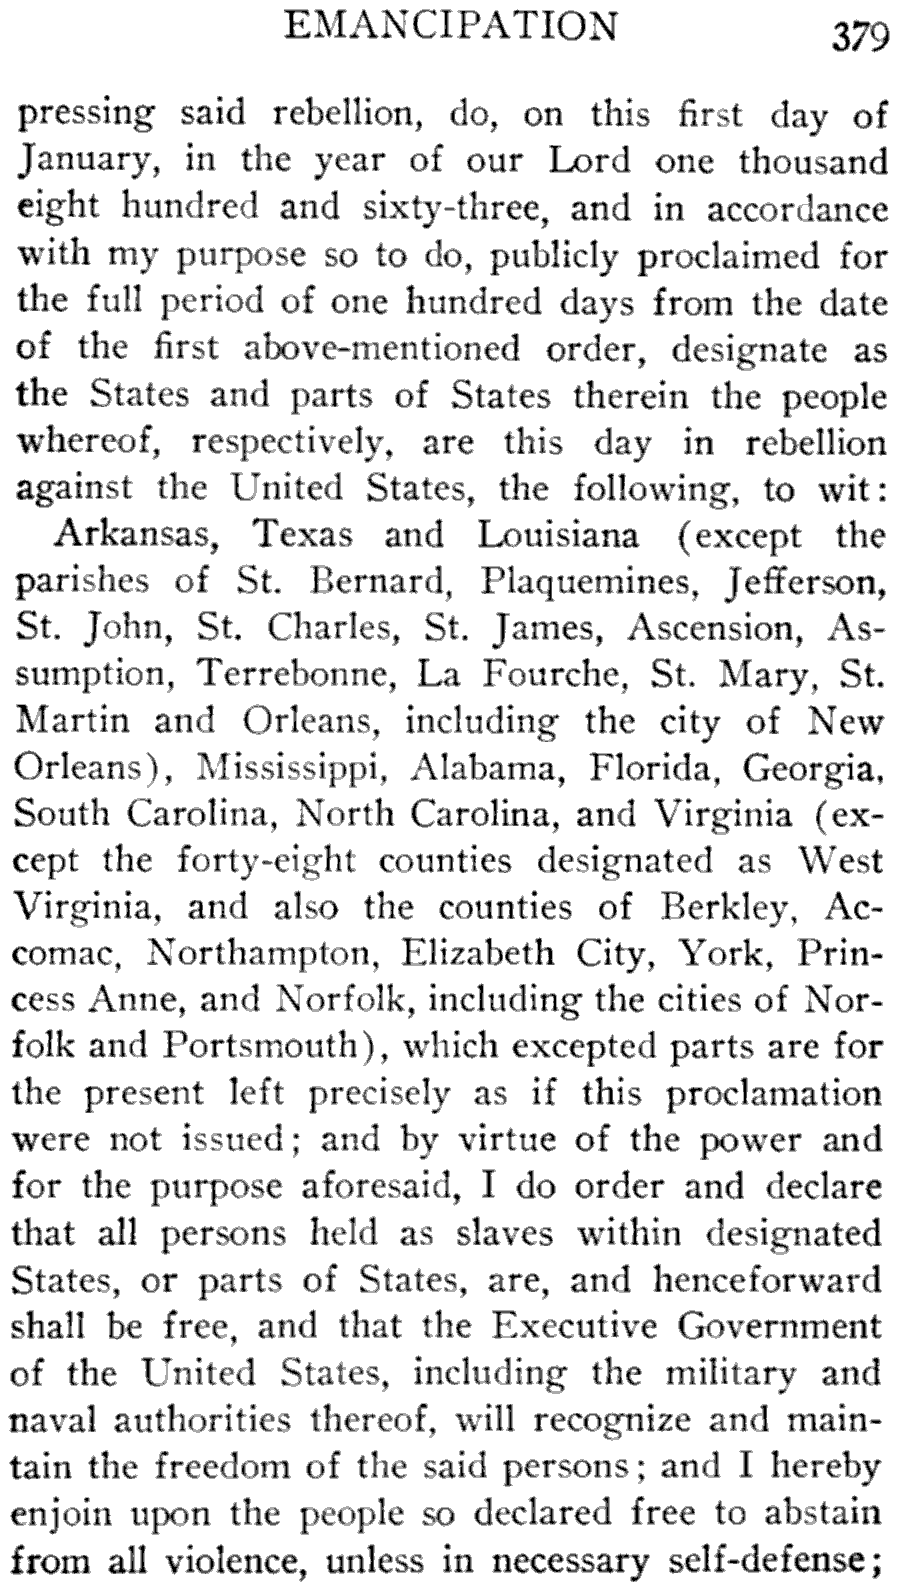 EMANCIPATION 379
pressing said rebellion, do, on this first day of
January, in the year of our Lord one thousand
eight hundred and sixty-three, and in accordance
with my purpose so to do, publicly proclaimed for
the full period of one hundred days from the date
of the first above-mentioned order, designate as
the States and parts of States therein the people
whereof, respectively, are this day in rebellion
against the United States, the following, to wit:
Arkansas, Texas and Louisiana (except the
parishes of St. Bernard, Plaquemines, Jefferson,
St. John, St. Charles, St. James, Ascension, As-
sumption, Terrebonne, La Fourche, St. Mary, St.
Martin and Orleans, including the city of New
Orleans), Mississippi, Alabama, Florida, Georgia,
South Carolina, North Carolina, and Virginia (ex-
cept the forty-eight counties designated as West
Virginia, and also the counties of Berkley, Ac-
comac, Northampton, Elizabeth City, York, Prin-
cess Anne, and Norfolk, including the cities of Nor-
folk and Portsmouth), which excepted parts are for
the present left precisely as if this proclamation
were not issued; and by virtue of the power and
for the purpose aforesaid, I do order and declare
that all persons held as slaves within designated
States, or parts of States, are, and henceforward
shall be free, and that the Executive Government
of the United States, including the military and
naval authorities thereof, will recognize and main-
tain the freedom of the said persons; and I hereby
enjoin upon the people so declared free to abstain
from all violence, unless in necessary self-defense;